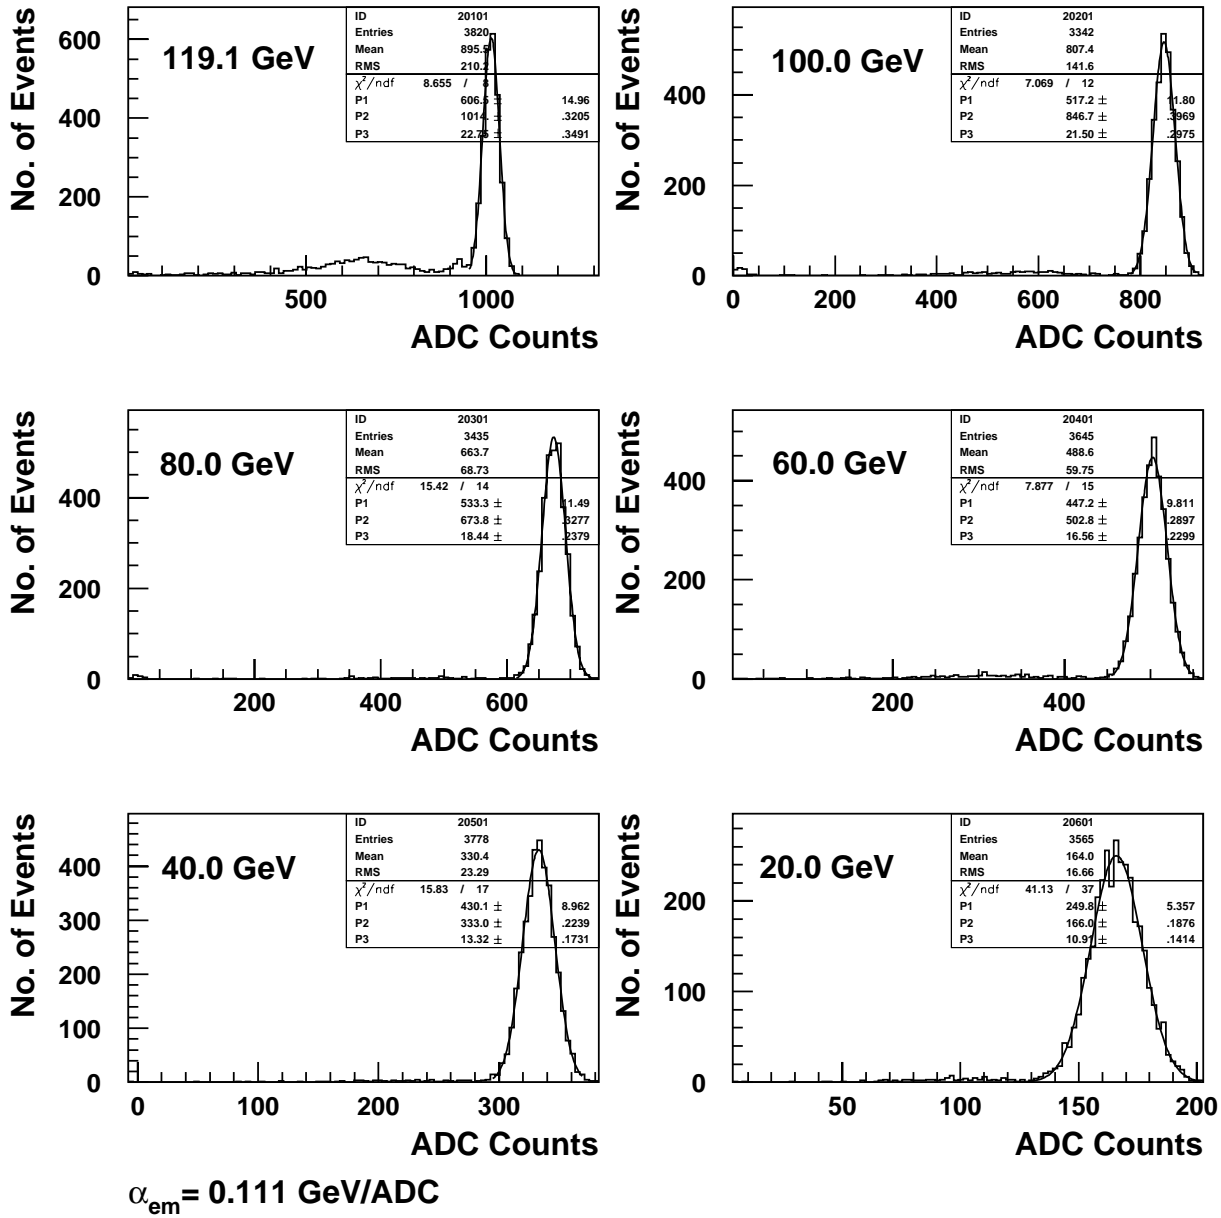 119.1 GeV
ID 20101
Entries 3820
Mean 895.5
RMS 210.2
χ²/ndf 8.655 / 8
P1 606.5 ± 14.96
P2 1014. ± .3205
P3 22.75 ± .3491
No. of Events
0
200
400
600
500
1000
ADC Counts
100.0 GeV
ID 20201
Entries 3342
Mean 807.4
RMS 141.6
χ²/ndf 7.069 / 12
P1 517.2 ± 11.80
P2 846.7 ± .3969
P3 21.50 ± .2975
No. of Events
0
200
400
0
200
400
600
800
ADC Counts
80.0 GeV
ID 20301
Entries 3435
Mean 663.7
RMS 68.73
χ²/ndf 15.42 / 14
P1 533.3 ± 11.49
P2 673.8 ± .3277
P3 18.44 ± .2379
No. of Events
0
200
400
200
400
600
ADC Counts
60.0 GeV
ID 20401
Entries 3645
Mean 488.6
RMS 59.75
χ²/ndf 7.877 / 15
P1 447.2 ± 9.811
P2 502.8 ± .2897
P3 16.56 ± .2299
No. of Events
0
200
400
200
400
ADC Counts
40.0 GeV
ID 20501
Entries 3778
Mean 330.4
RMS 23.29
χ²/ndf 15.83 / 17
P1 430.1 ± 8.962
P2 333.0 ± .2239
P3 13.32 ± .1731
No. of Events
0
100
200
300
400
0
100
200
300
ADC Counts
20.0 GeV
ID 20601
Entries 3565
Mean 164.0
RMS 16.66
χ²/ndf 41.13 / 37
P1 249.8 ± 5.357
P2 166.0 ± .1876
P3 10.91 ± .1414
No. of Events
0
100
200
50
100
150
200
ADC Counts
αem= 0.111 GeV/ADC